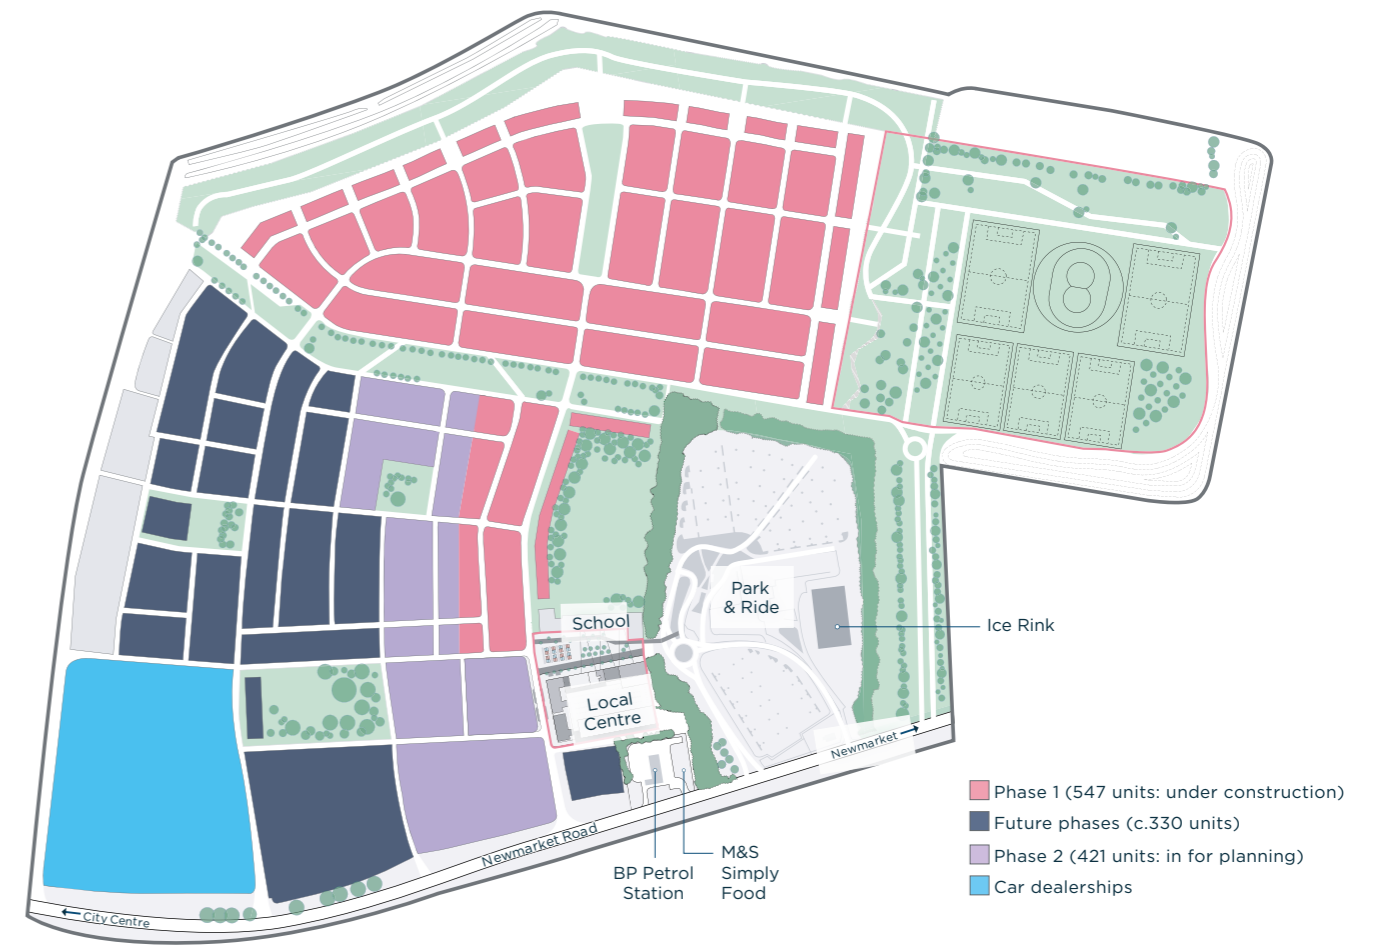 Park
& Ride
School
Ice Rink
Local
Centre
Newmarket
Phase 1 (547 units: under construction)
Future phases (c.330 units)
Phase 2 (421 units: in for planning)
Car dealerships
Newmarket Road
M&S
Simply
Food
BP Petrol
Station
City Centre